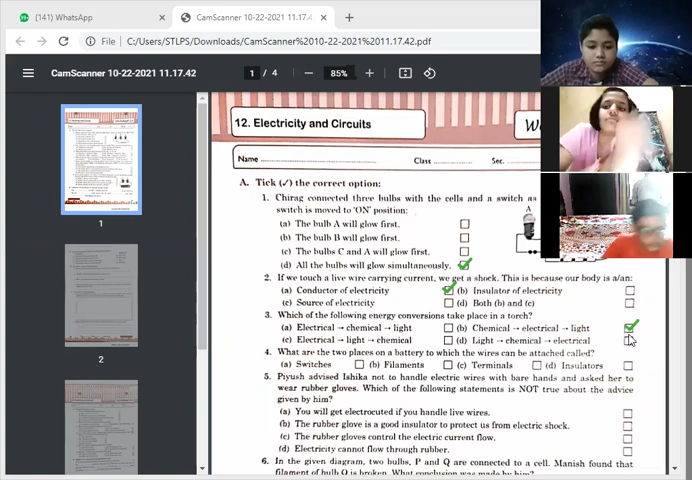 (141) WhatsApp
CamScanner 10-22-2021 11.17.4
File
C:/Users/STLPS/Downloads/CamScanner%2010-22-2021%2011.17.42.pdf
CamScanner 10-22-2021 11.17.42
1 / 4
85%
12. Electricity and Circuits
Name
Class
Sec.
A. Tick (✓) the correct option:
1. Chirag connected three bulbs with the cells and a switch as
switch is moved to 'ON' position:
A
(a) The bulb A will glow first.
(b) The bulb B will glow first.
(c) The bulbs C and A will glow first.
(d) All the bulbs will glow simultaneously.
2. If we touch a live wire carrying current, we get a shock. This is because our body is a/an:
(a) Conductor of electricity
(b) Insulator of electricity
(c) Source of electricity
(d) Both (b) and (c)
3. Which of the following energy conversions take place in a torch?
(a) Electrical → chemical → light
(b) Chemical → electrical → light
(c) Electrical → light → chemical
(d) Light → chemical → electrical
4. What are the two places on a battery to which the wires can be attached called?
(a) Switches
(b) Filaments
(c) Terminals
(d) Insulators
5. Piyush advised Ishika not to handle electric wires with bare hands and asked her to
wear rubber gloves. Which of the following statements is NOT true about the advice
given by him?
(a) You will get electrocuted if you handle live wires.
(b) The rubber glove is a good insulator to protect us from electric shock.
(c) The rubber gloves control the electric current flow.
(d) Electricity cannot flow through rubber.
6. In the given diagram, two bulbs, P and Q are connected to a cell. Manish found that
filament of bulb Q is broken. What conclusion was made by him?
1
2